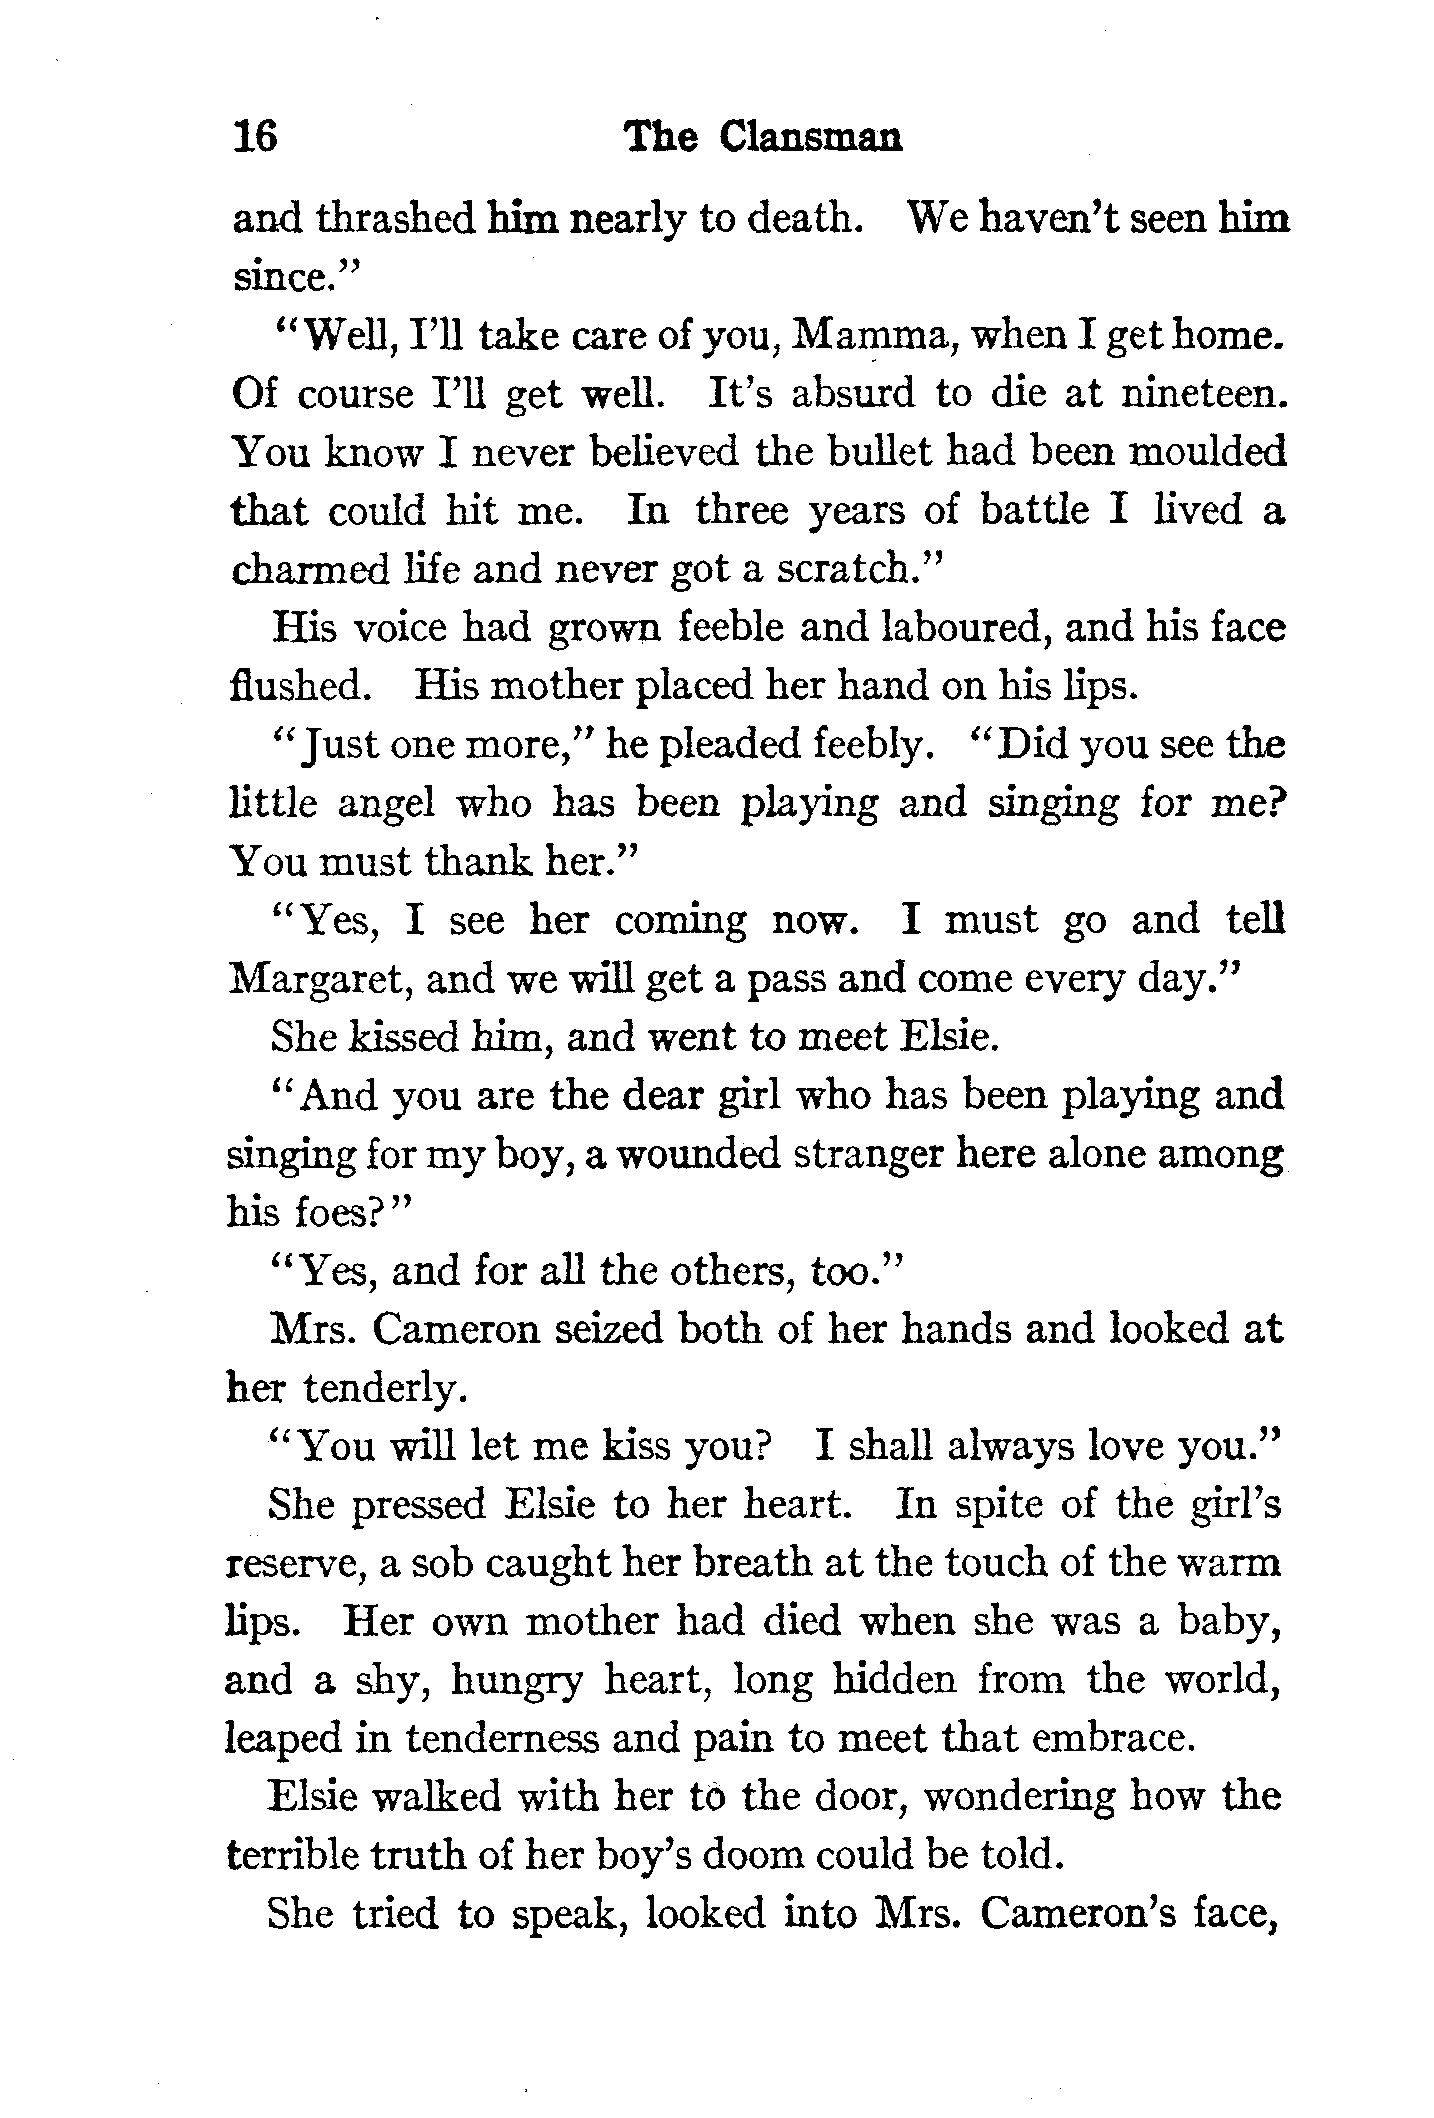 16 The Clansman
and thrashed him nearly to death. We haven't seen him
since."
"Well, I'll take care of you, Mamma, when I get home.
Of course I'll get well. It's absurd to die at nineteen.
You know I never believed the bullet had been moulded
that could hit me. In three years of battle I lived a
charmed life and never got a scratch."
His voice had grown feeble and laboured, and his face
flushed. His mother placed her hand on his lips.
"Just one more," he pleaded feebly. "Did you see the
little angel who has been playing and singing for me?
You must thank her."
"Yes, I see her coming now. I must go and tell
Margaret, and we will get a pass and come every day."
She kissed him, and went to meet Elsie.
"And you are the dear girl who has been playing and
singing for my boy, a wounded stranger here alone among
his foes?"
"Yes, and for all the others, too."
Mrs. Cameron seized both of her hands and looked at
her tenderly.
"You will let me kiss you? I shall always love you."
She pressed Elsie to her heart. In spite of the girl's
reserve, a sob caught her breath at the touch of the warm
lips. Her own mother had died when she was a baby,
and a shy, hungry heart, long hidden from the world,
leaped in tenderness and pain to meet that embrace.
Elsie walked with her to the door, wondering how the
terrible truth of her boy's doom could be told.
She tried to speak, looked into Mrs. Cameron's face,